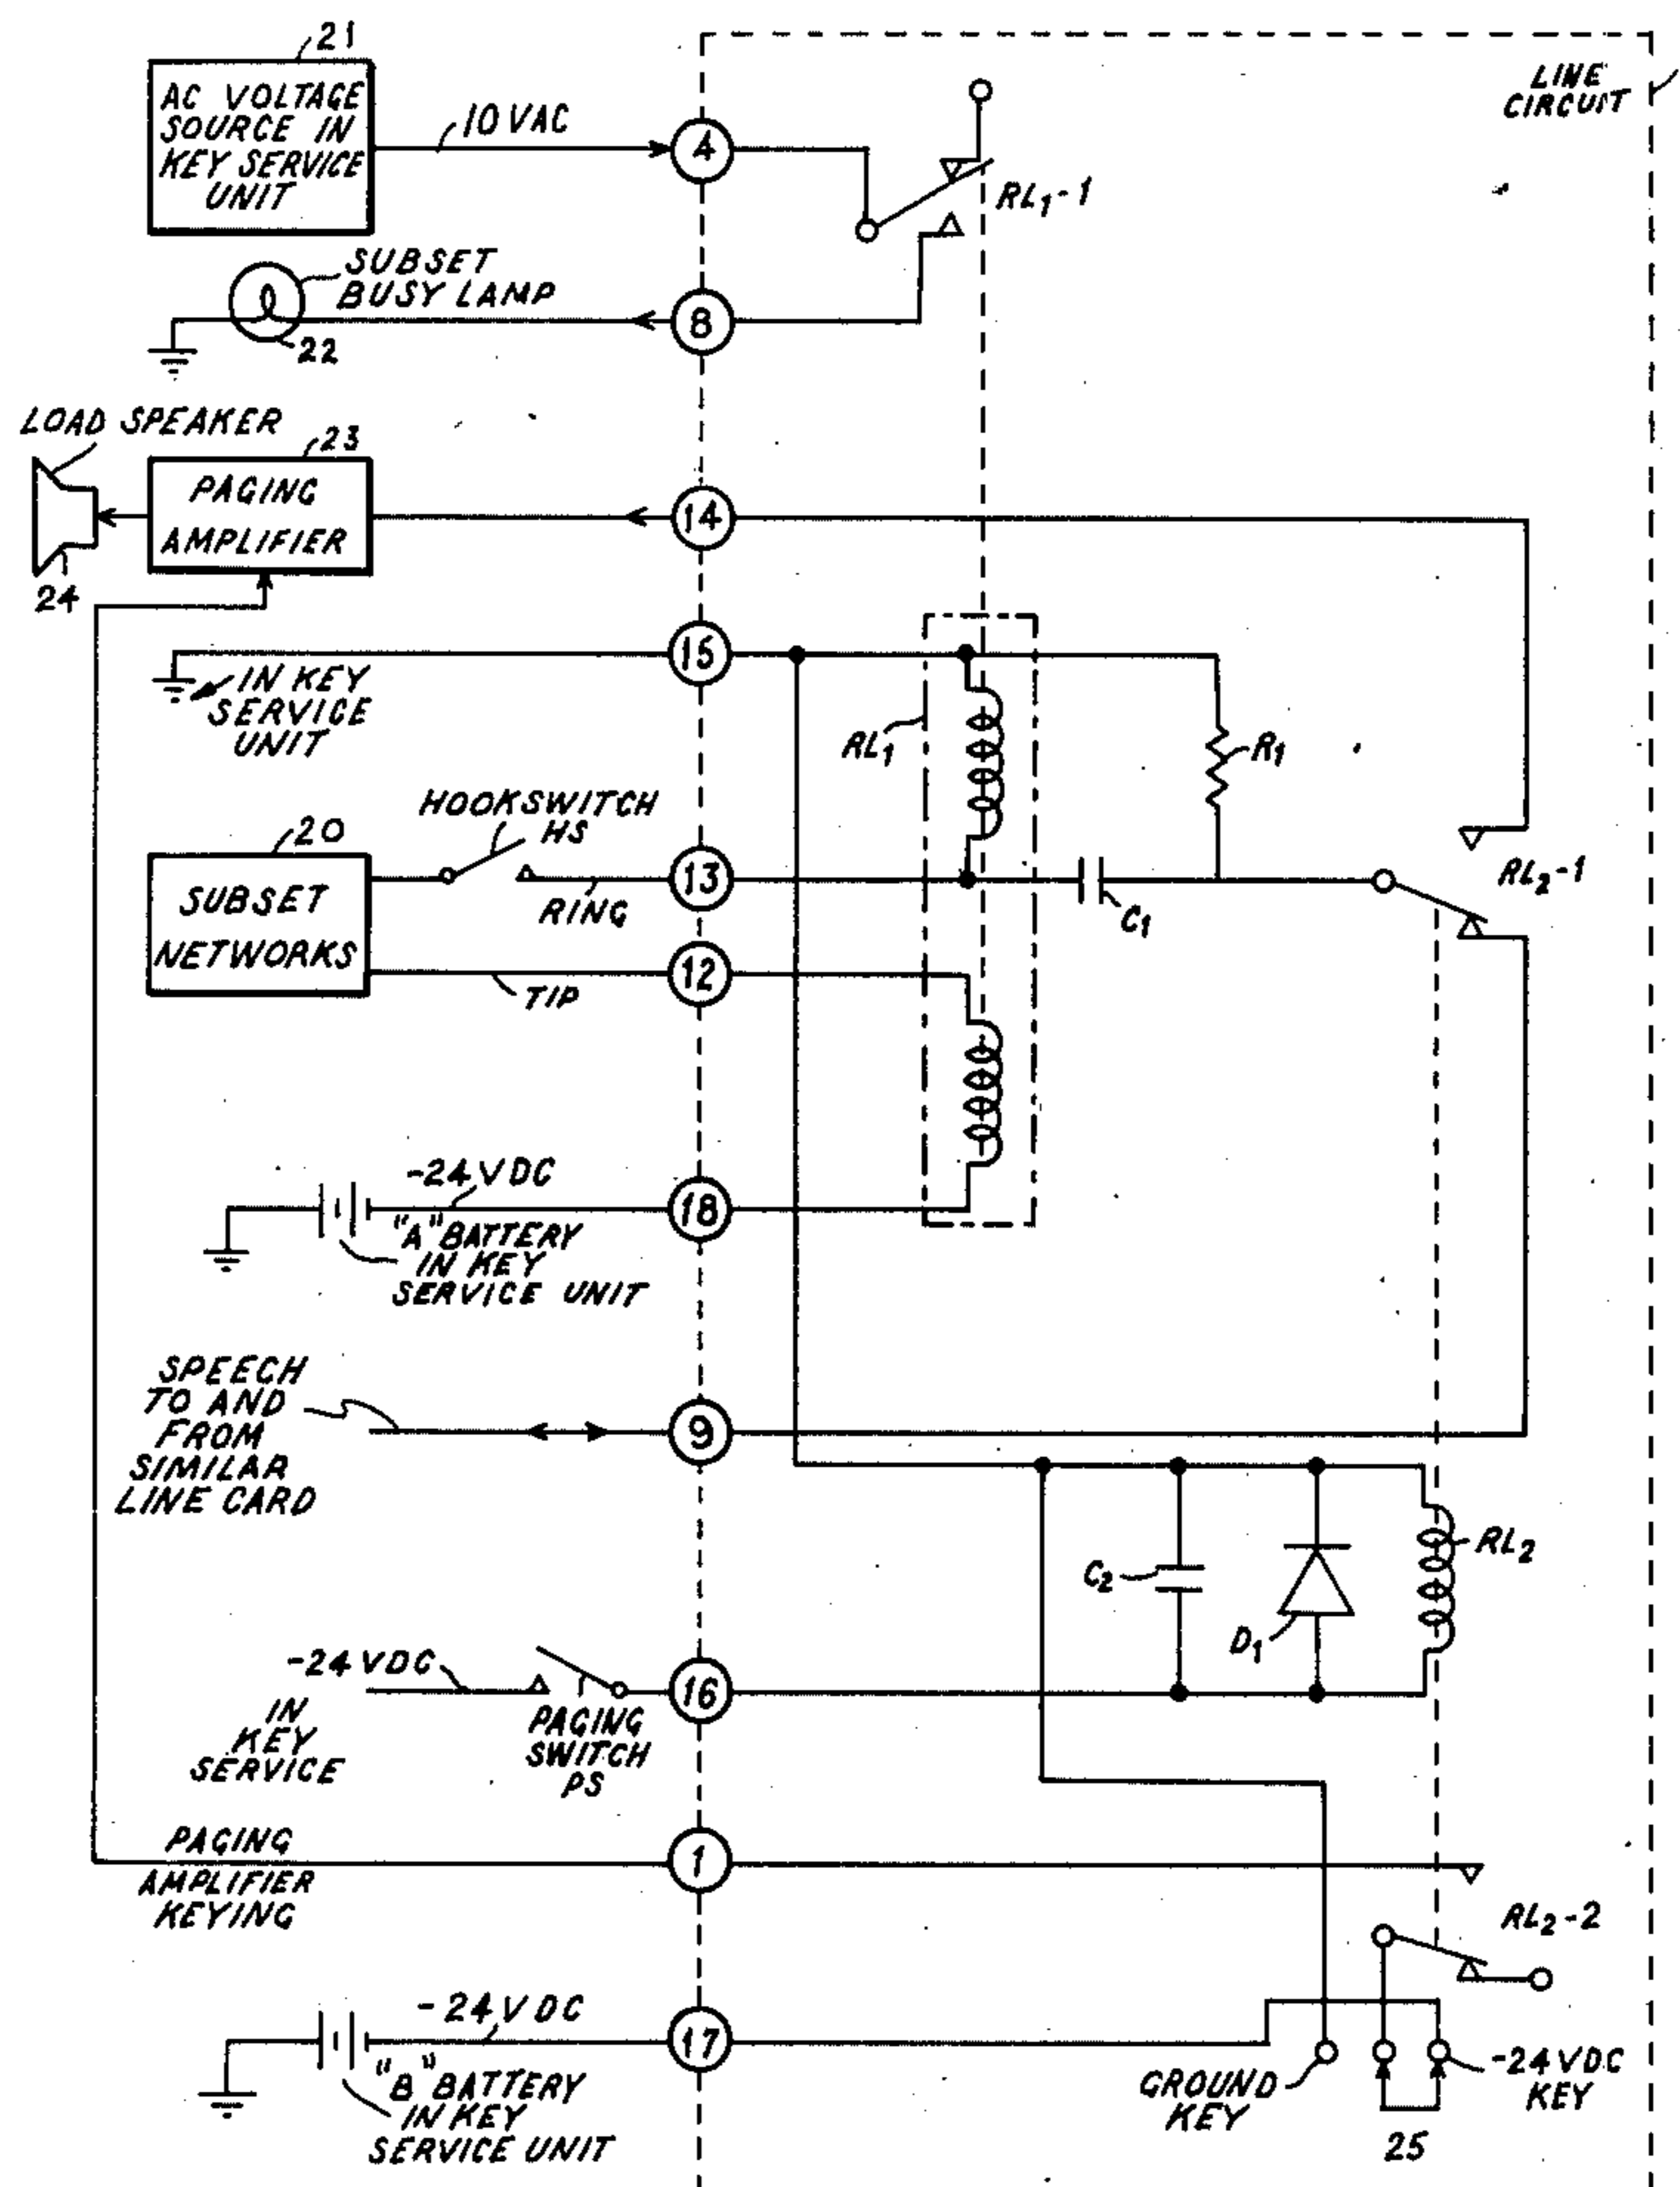 21
AC VOLTAGE
SOURCE IN
KEY SERVICE
UNIT
10 VAC
4
LINE
CIRCUIT
RL1-1
SUBSET
BUSY LAMP
22
8
LOAD SPEAKER
23
PAGING
AMPLIFIER
24
14
15
IN KEY
SERVICE
UNIT
RL1
R1
HOOKSWITCH
HS
20
SUBSET
NETWORKS
13
RING
C1
RL2-1
12
TIP
-24 VDC
18
"A" BATTERY
IN KEY
SERVICE UNIT
SPEECH
TO AND
FROM
SIMILAR
LINE CARD
9
C2
D1
RL2
-24 VDC
16
IN
KEY
SERVICE
PAGING
SWITCH
PS
PAGING
AMPLIFIER
KEYING
1
RL2-2
-24 VDC
17
"B" BATTERY
IN KEY
SERVICE UNIT
GROUND
KEY
-24 VDC
KEY
25